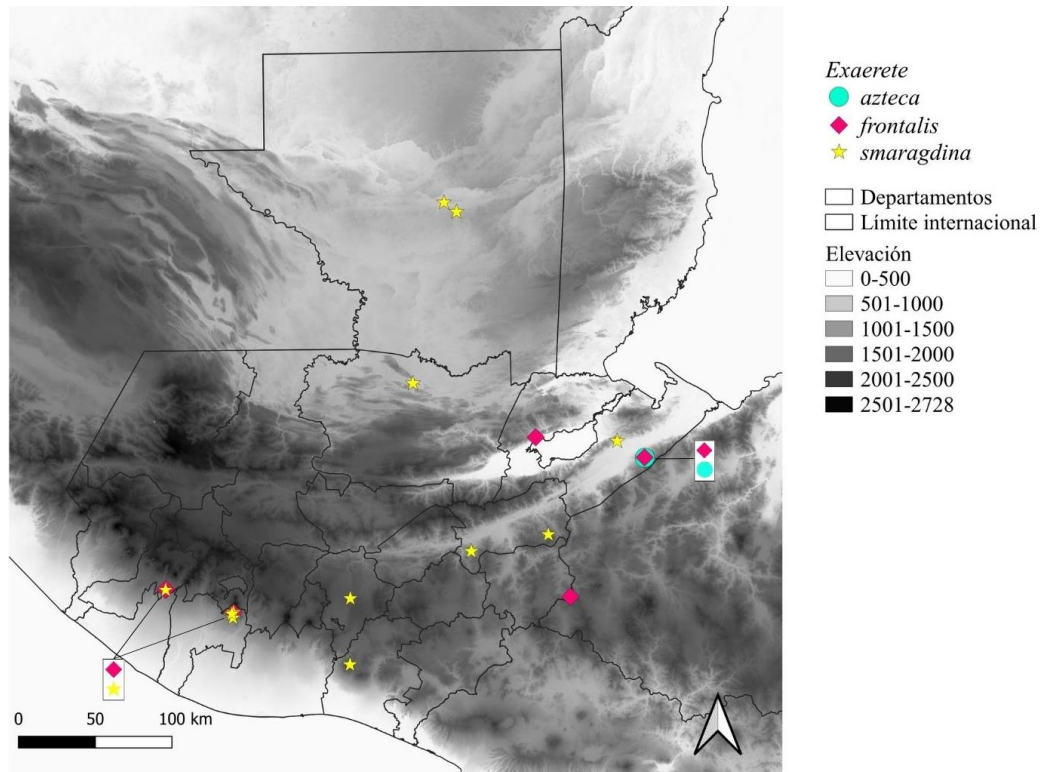 Exaerete
azteca
frontalis
smaragdina
Departamentos
Límite internacional
Elevación
0-500
501-1000
1001-1500
1501-2000
2001-2500
2501-2728
0 50 100 km